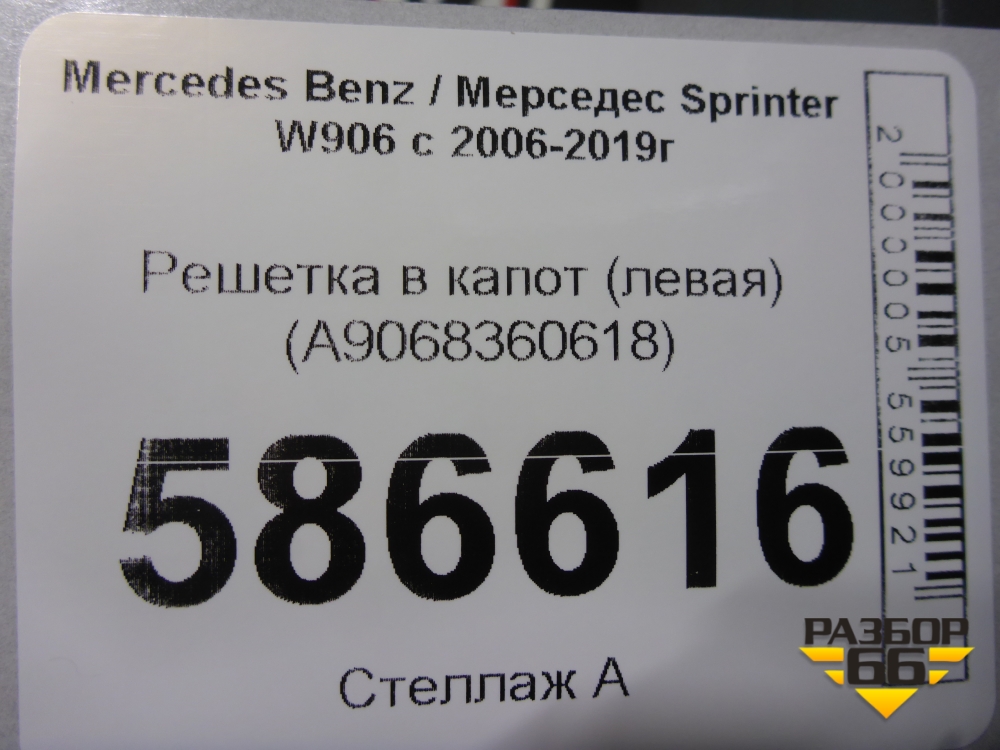 Mercedes Benz / Мерседес Sprinter
W906 с 2006-2019г
Решетка в капот (левая)
(A9068360618)
586616
Стеллаж А
2000005559921
РАЗБОР
66